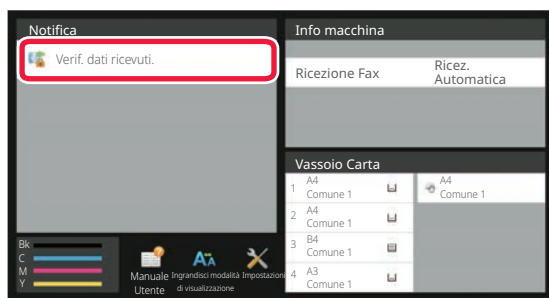 Notifica
Verif. dati ricevuti.
Info macchina
Ricezione Fax
Ricez.
Automatica
Vassoio Carta
1 A4
Comune 1
2 A4
Comune 1
3 B4
Comune 1
4 A3
Comune 1
A4
Comune 1
Bk
C
M
Y
Manuale
Utente
Ingrandisci modalità
di visualizzazione
Impostazioni